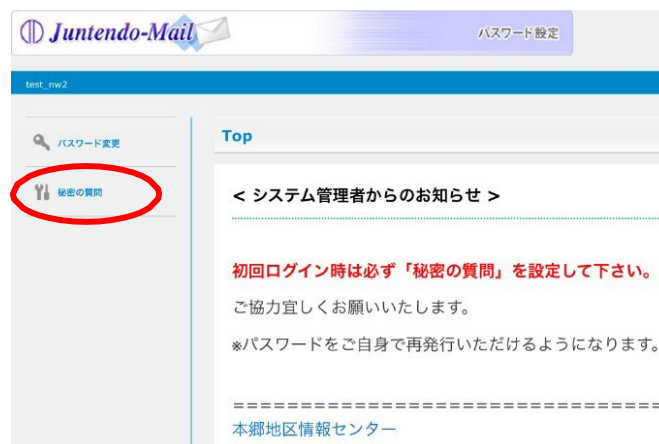 Juntendo-Mail
パスワード設定
test_nw2
パスワード変更
秘密の質問
Top
< システム管理者からのお知らせ >
初回ログイン時は必ず「秘密の質問」を設定して下さい。
ご協力宜しくお願いいたします。
※パスワードをご自身で再発行いただけるようになります。
================================
本郷地区情報センター